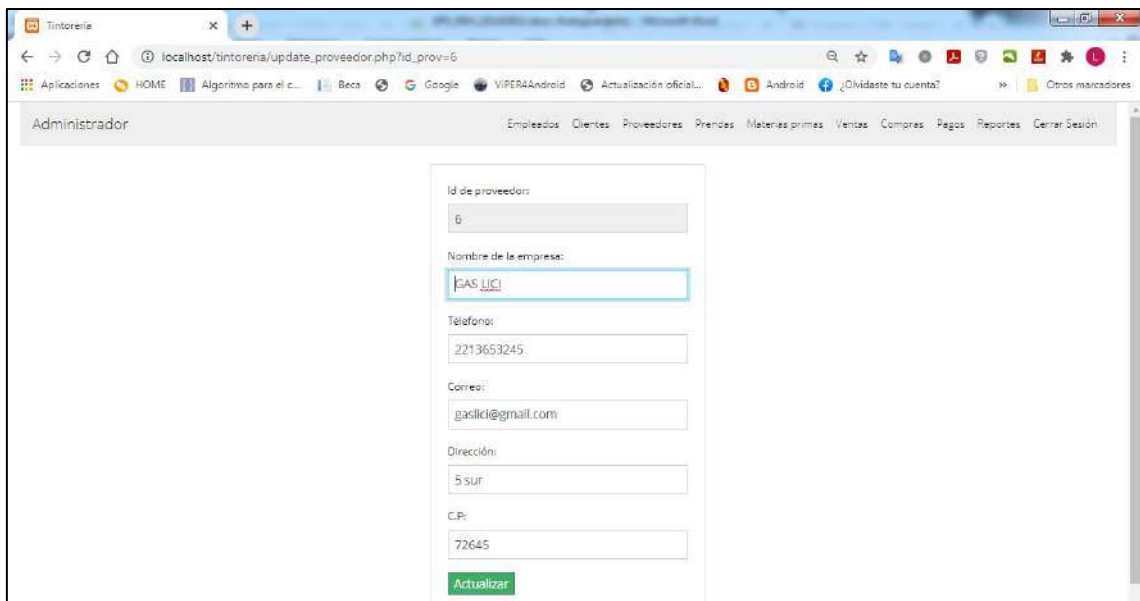 Tintorería
localhost/tintoreria/update_proveedor.php?id_prov=6
Aplicaciones HOME Algoritmo para el c... Beca Google ViPER4Android Actualización oficial... Android ¿Olvidaste tu cuenta? » Otros marcadores
Administrador Empleados Clientes Proveedores Prendas Materias primas Ventas Compras Pagos Reportes Cerrar Sesión
Id de proveedor:
6
Nombre de la empresa:
GAS LICI
Télefono:
2213653245
Correo:
gaslici@gmail.com
Dirección:
5 sur
C.P:
72645
Actualizar